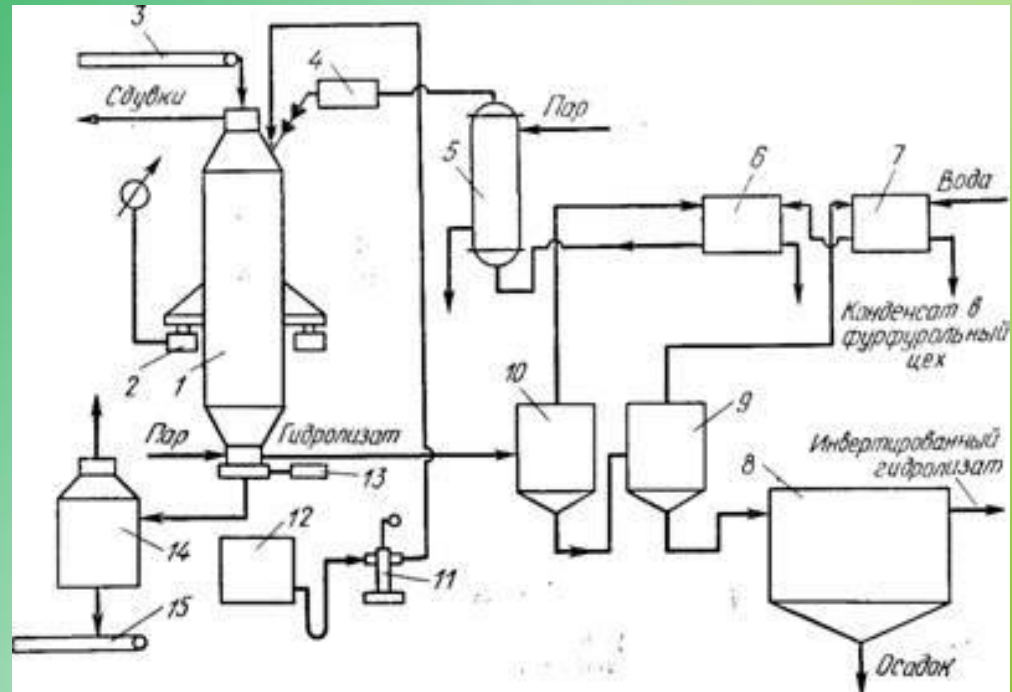 3
Сдувки
4
Пар
5
6
7
Вода
2
1
Конденсат в
фурфурольный
цех
10
9
Пар
Гидролизат
13
8
Инвертированный
гидролизат
14
12
11
15
Осадок